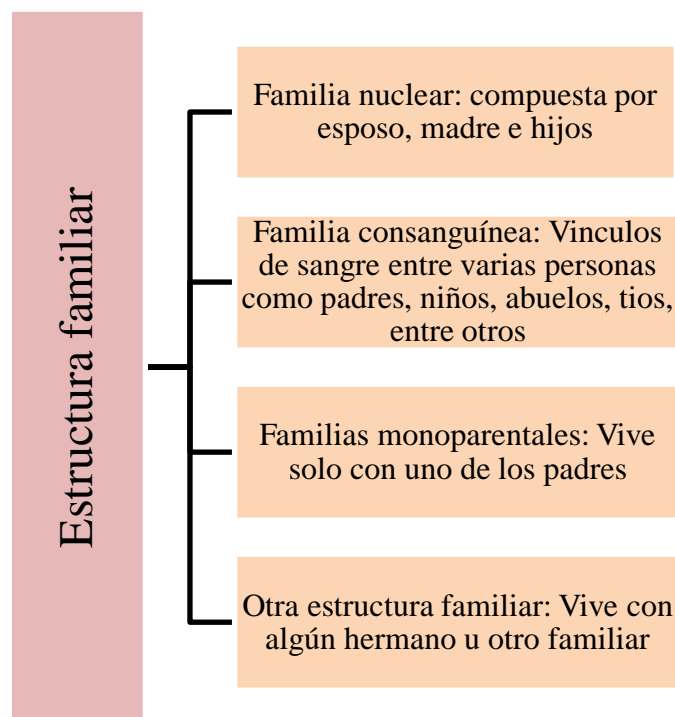 Estructura familiar
Familia nuclear: compuesta por
esposo, madre e hijos
Familia consanguínea: Vinculos
de sangre entre varias personas
como padres, niños, abuelos, tios,
entre otros
Familias monoparentales: Vive
solo con uno de los padres
Otra estructura familiar: Vive con
algún hermano u otro familiar